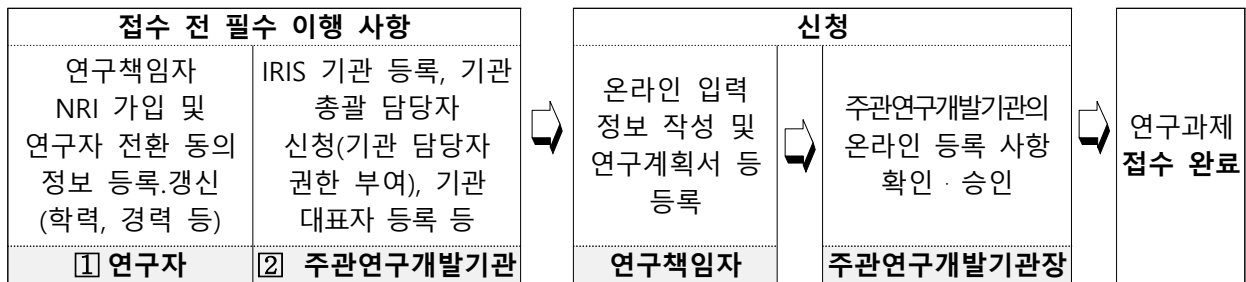 접수 전 필수 이행 사항
연구책임자
NRI 가입 및
연구자 전환 동의
정보 등록.갱신
(학력, 경력 등)
1 연구자
IRIS 기관 등록, 기관
총괄 담당자
신청(기관 담당자
권한 부여), 기관
대표자 등록 등
2 주관연구개발기관
신청
온라인 입력
정보 작성 및
연구계획서 등
등록
연구책임자
주관연구개발기관의
온라인 등록 사항
확인 · 승인
주관연구개발기관장
연구과제
접수 완료